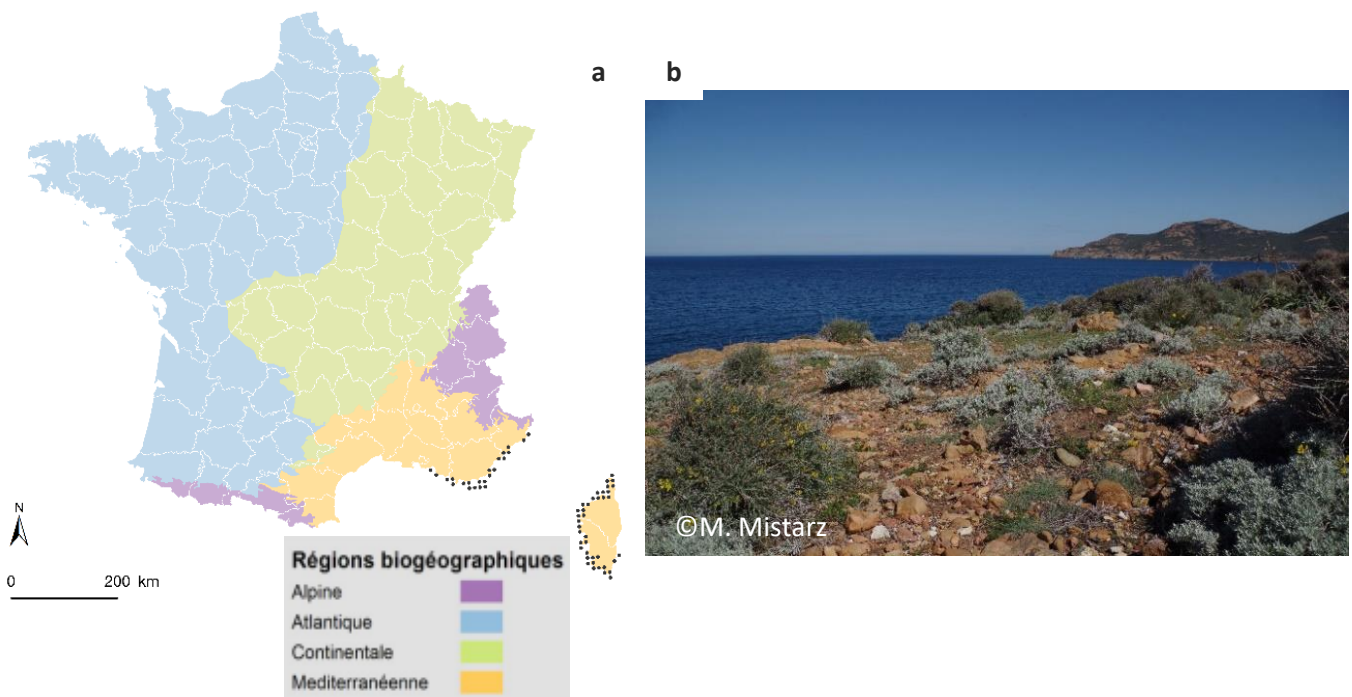 a
b
N
0 200 km
Régions biogéographiques
Alpine
Atlantique
Continentale
Mediterranéenne
©M. Mistarz